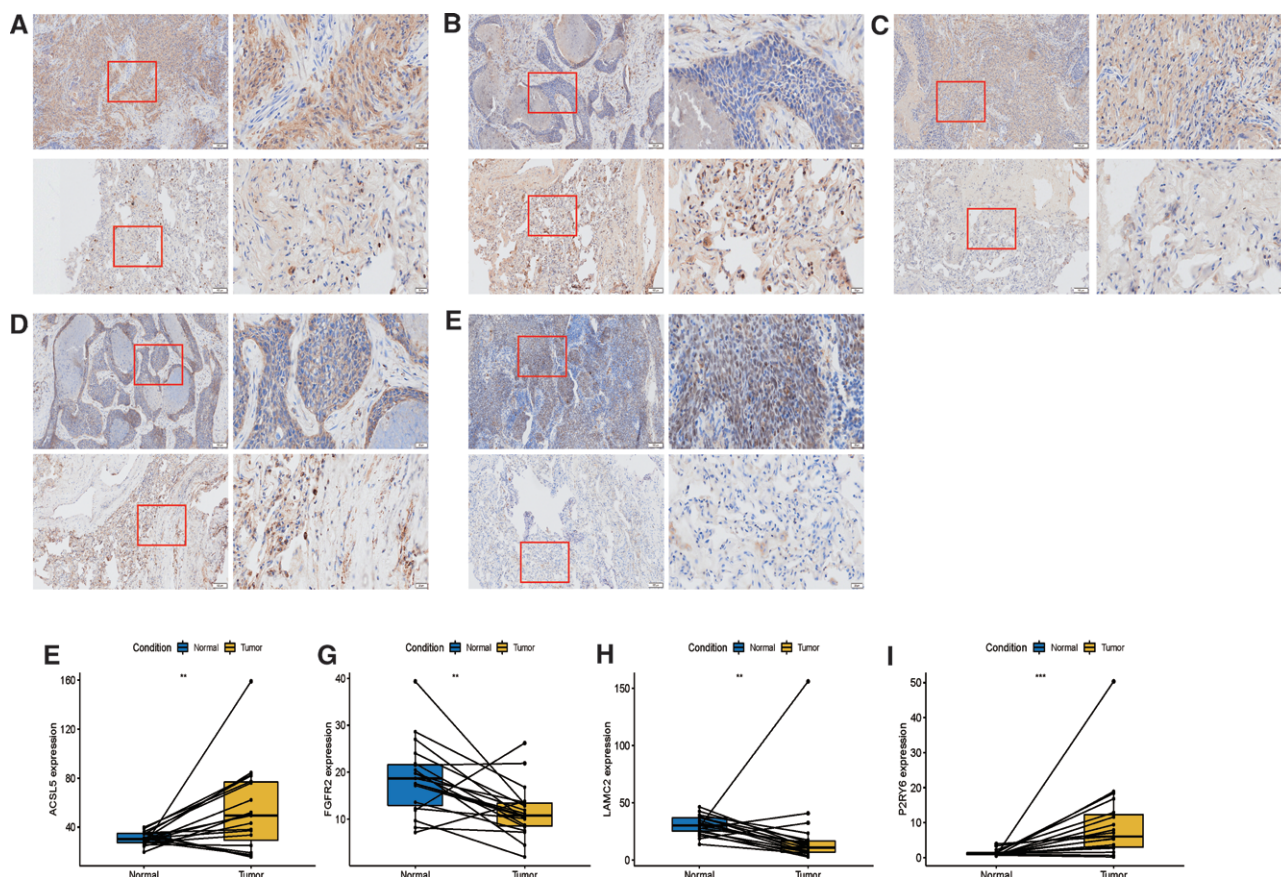 A
B
C
D
E
E
Condition Normal Tumor
**
ACSL5 expression
160
120
80
40
Normal Tumor
G
Condition Normal Tumor
**
FGFR2 expression
40
30
20
10
Normal Tumor
H
Condition Normal Tumor
**
LAMC2 expression
150
100
50
0
Normal Tumor
I
Condition Normal Tumor
***
P2RY6 expression
50
40
30
20
10
0
Normal Tumor